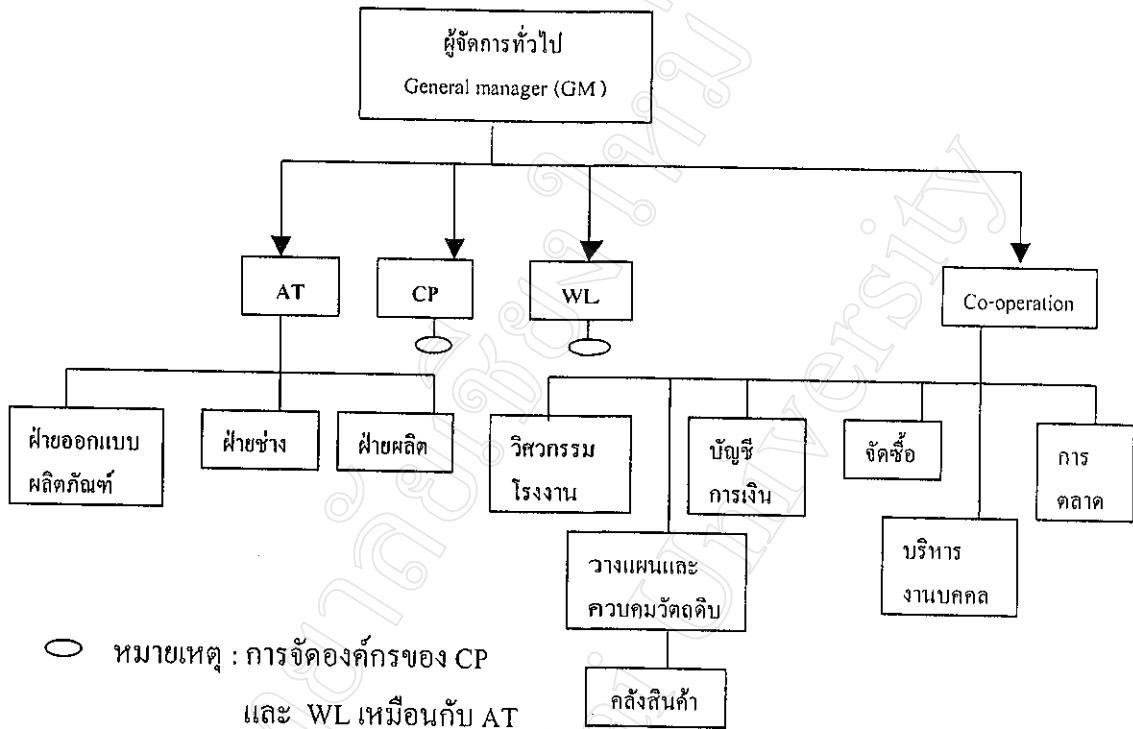 ผู้จัดการทั่วไป
General manager (GM)
AT
CP
WL
Co-operation
ฝ่ายออกแบบ
ผลิตภัณฑ์
ฝ่ายช่าง
ฝ่ายผลิต
วิศวกรรม
โรงงาน
บัญชี
การเงิน
จัดซื้อ
การ
ตลาด
วางแผนและ
ควบคุมวัตถุดิบ
บริหาร
งานบุคคล
คลังสินค้า
หมายเหตุ : การจัดองค์กรของ CP
และ WL เหมือนกับ AT
University